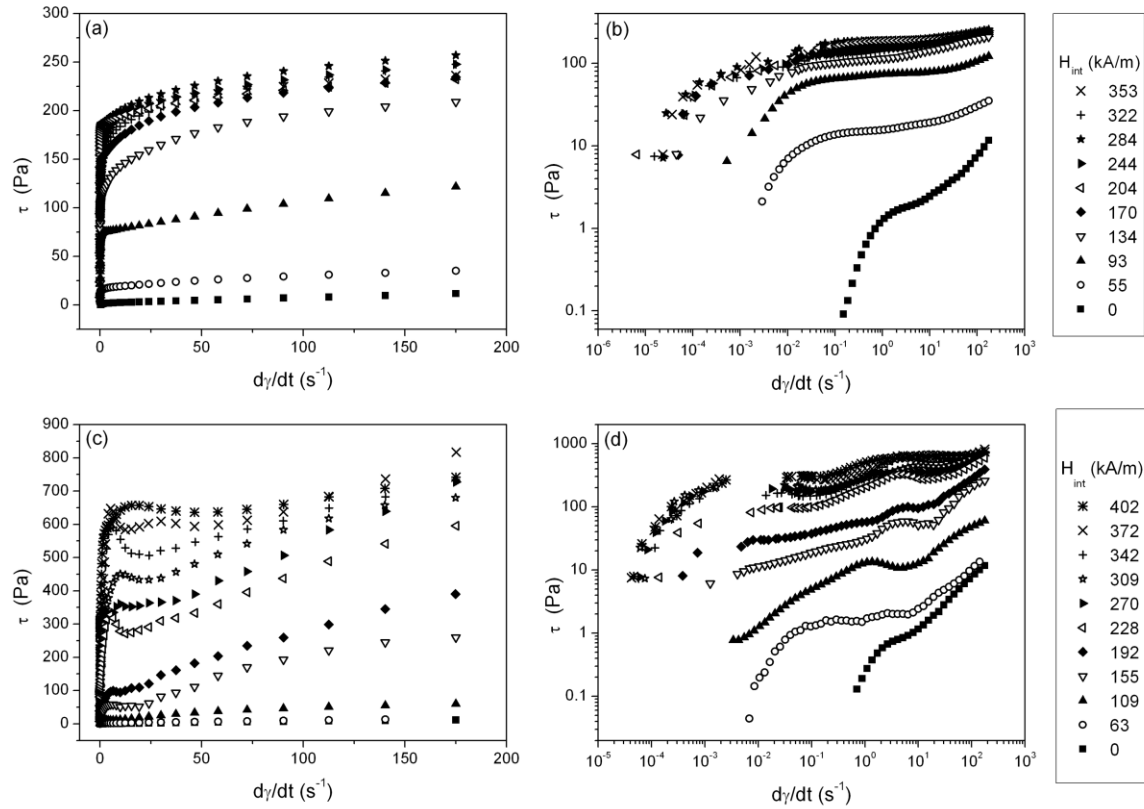 (a)
300
250
200
150
100
50
0
τ (Pa)
0 50 100 150 200
dγ/dt (s⁻¹)
(b)
100
10
1
0.1
τ (Pa)
10⁻⁶ 10⁻⁵ 10⁻⁴ 10⁻³ 10⁻² 10⁻¹ 10⁰ 10¹ 10² 10³
dγ/dt (s⁻¹)
H_int (kA/m)
353
322
284
244
204
170
134
93
55
0
(c)
900
800
700
600
500
400
300
200
100
0
τ (Pa)
0 50 100 150 200
dγ/dt (s⁻¹)
(d)
1000
100
10
1
0.1
τ (Pa)
10⁻⁵ 10⁻⁴ 10⁻³ 10⁻² 10⁻¹ 10⁰ 10¹ 10² 10³
dγ/dt (s⁻¹)
H_int (kA/m)
402
372
342
309
270
228
192
155
109
63
0